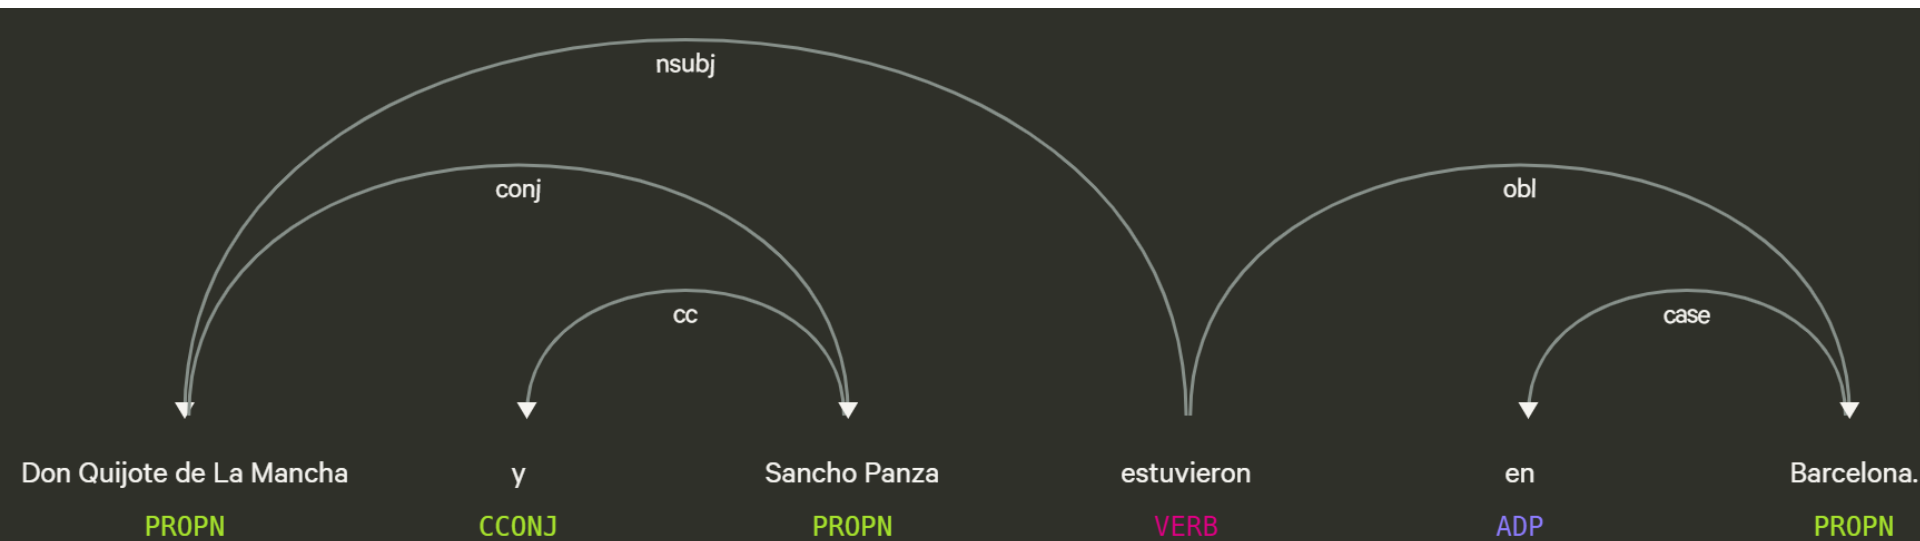 nsubj
conj
obl
cc
case
Don Quijote de La Mancha y Sancho Panza estuvieron en Barcelona.
PROPN CCONJ PROPN VERB ADP PROPN